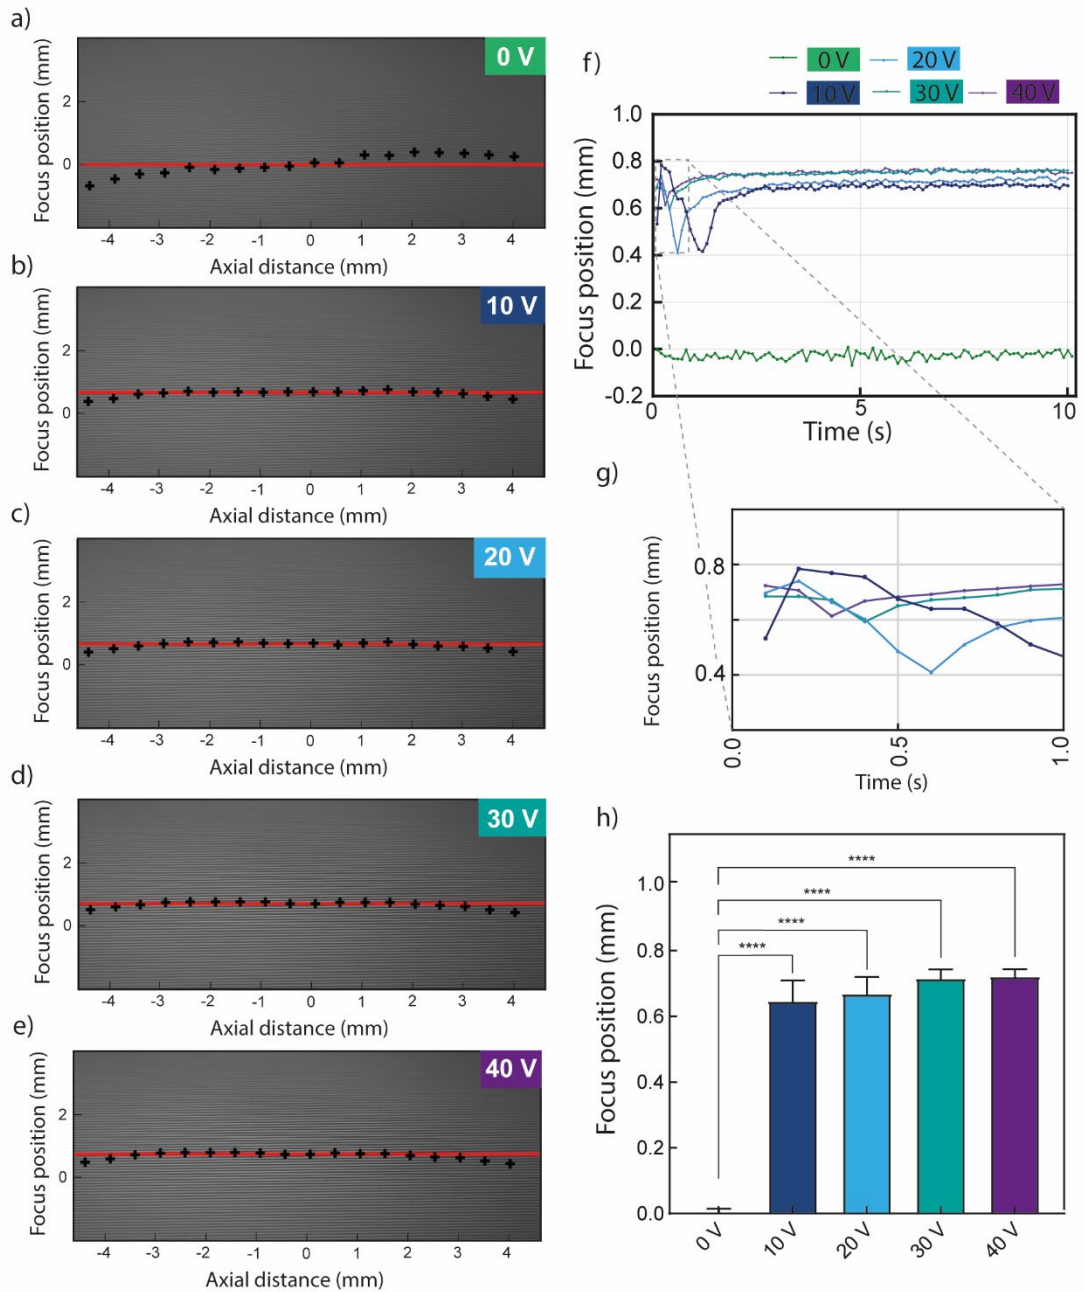 a)
0 V
Focus position (mm)
2
0
-4 -3 -2 -1 0 1 2 3 4
Axial distance (mm)
b)
10 V
Focus position (mm)
2
0
-4 -3 -2 -1 0 1 2 3 4
Axial distance (mm)
c)
20 V
Focus position (mm)
2
0
-4 -3 -2 -1 0 1 2 3 4
Axial distance (mm)
d)
30 V
Focus position (mm)
2
0
-4 -3 -2 -1 0 1 2 3 4
Axial distance (mm)
e)
40 V
Focus position (mm)
2
0
-4 -3 -2 -1 0 1 2 3 4
Axial distance (mm)
f)
0 V 20 V
10 V 30 V 40 V
Focus position (mm)
1.0
0.8
0.6
0.4
0.2
0.0
-0.2
0 5 10
Time (s)
g)
Focus position (mm)
0.8
0.4
0.0 0.5 1.0
Time (s)
h)
Focus position (mm)
1.0
0.0
0.8
0.6
0.2
0.0
****
****
****
****
0 V 10 V 20 V 30 V 40 V